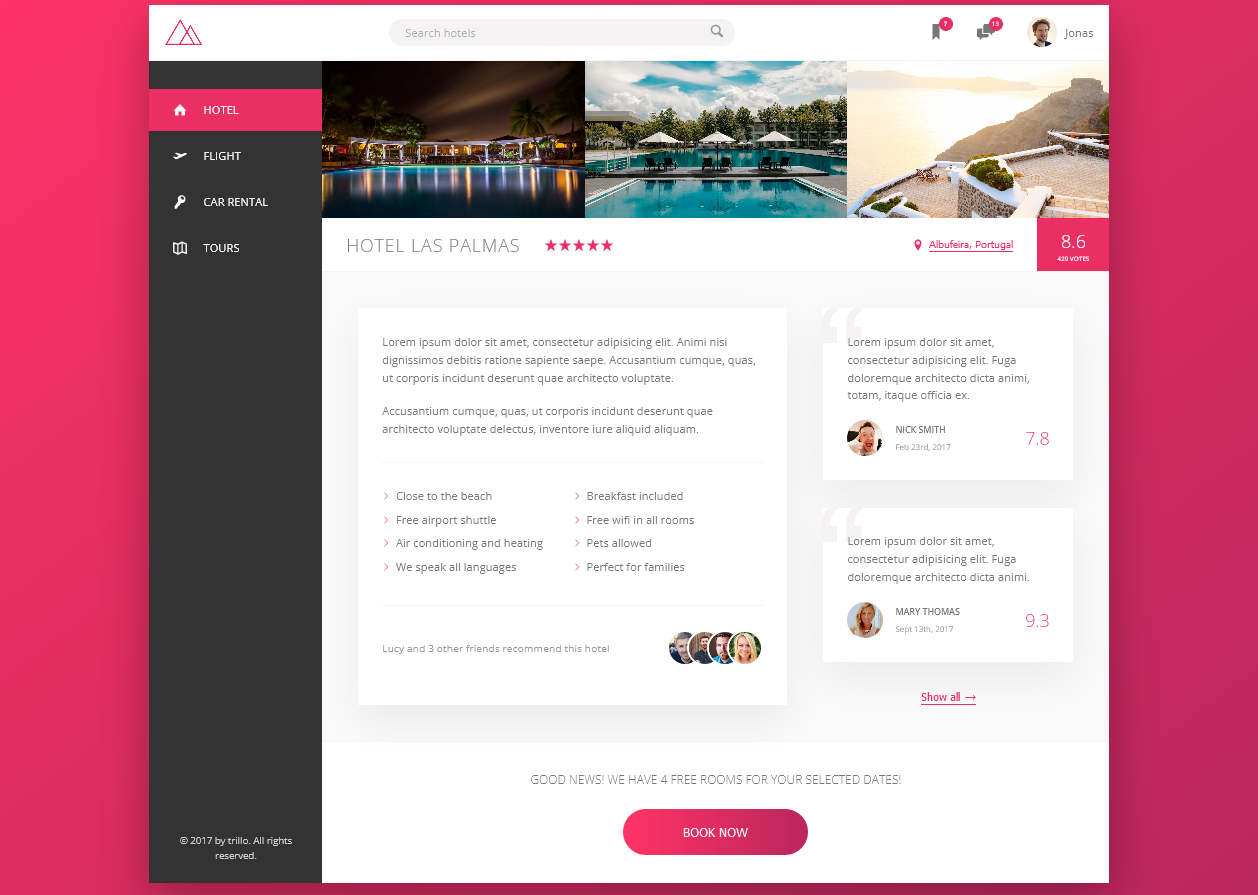 Search hotels
7
13
Jonas
HOTEL
FLIGHT
CAR RENTAL
TOURS
© 2017 by trillo. All rights
reserved.
HOTEL LAS PALMAS
Albufeira, Portugal
8.6
429 VOTES
Lorem ipsum dolor sit amet, consectetur adipisicing elit. Animi nisi
dignissimos debitis ratione sapiente saepe. Accusantium cumque, quas,
ut corporis incidunt deserunt quae architecto voluptate.
Accusantium cumque, quas, ut corporis incidunt deserunt quae
architecto voluptate delectus, inventore iure aliquid aliquam.
Close to the beach
Breakfast included
Free airport shuttle
Free wifi in all rooms
Air conditioning and heating
Pets allowed
We speak all languages
Perfect for families
Lucy and 3 other friends recommend this hotel
Lorem ipsum dolor sit amet,
consectetur adipisicing elit. Fuga
doloremque architecto dicta animi,
totam, itaque officia ex.
NICK SMITH
Feb 23rd, 2017
7.8
Lorem ipsum dolor sit amet,
consectetur adipisicing elit. Fuga
doloremque architecto dicta animi.
MARY THOMAS
Sept 13th, 2017
9.3
Show all →
GOOD NEWS! WE HAVE 4 FREE ROOMS FOR YOUR SELECTED DATES!
BOOK NOW